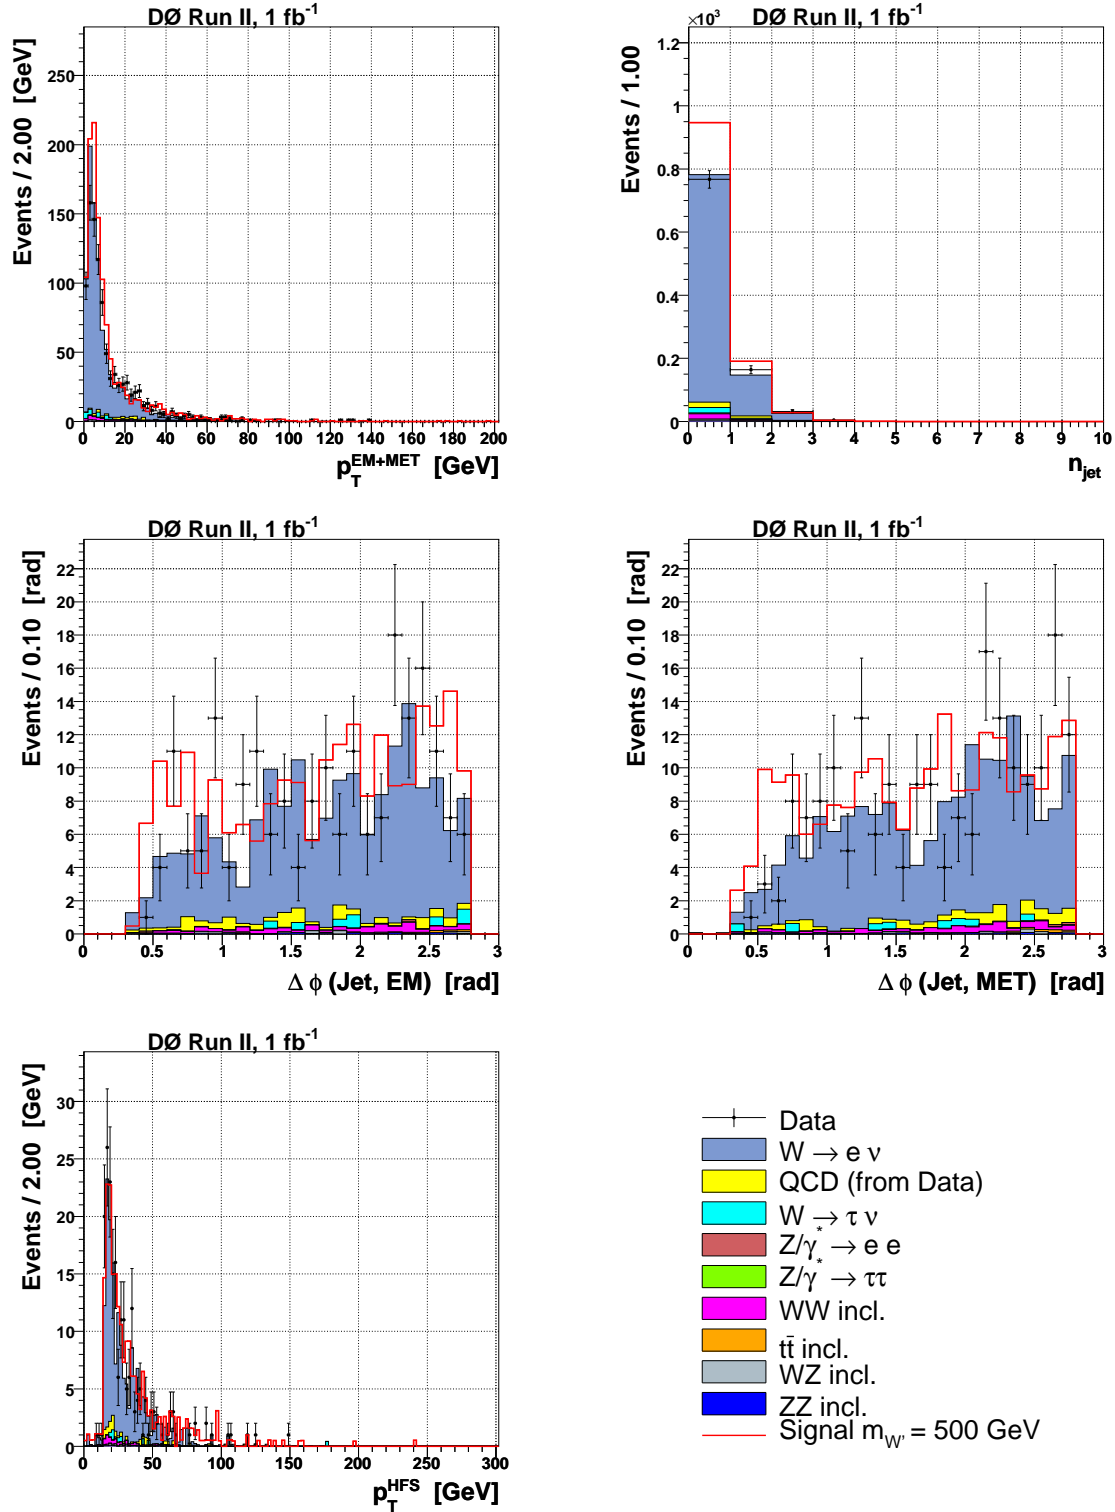 DØ Run II, 1 fb⁻¹
Events / 2.00 [GeV]
250
200
150
100
50
0
0 20 40 60 80 100 120 140 160 180 200
p_T^EM+MET [GeV]
DØ Run II, 1 fb⁻¹
×10³
Events / 1.00
1.2
1
0.8
0.6
0.4
0.2
0
0 1 2 3 4 5 6 7 8 9 10
n_jet
DØ Run II, 1 fb⁻¹
Events / 0.10 [rad]
22
20
18
16
14
12
10
8
6
4
2
0
0 0.5 1 1.5 2 2.5 3
Δ ϕ (Jet, EM) [rad]
DØ Run II, 1 fb⁻¹
Events / 0.10 [rad]
22
20
18
16
14
12
10
8
6
4
2
0
0 0.5 1 1.5 2 2.5 3
Δ ϕ (Jet, MET) [rad]
DØ Run II, 1 fb⁻¹
Events / 2.00 [GeV]
30
25
20
15
10
5
0
0 50 100 150 200 250 300
p_T^HFS [GeV]
Data
W → e ν
QCD (from Data)
W → τ ν
Z/γ* → e e
Z/γ* → ττ
WW incl.
tt̄ incl.
WZ incl.
ZZ incl.
Signal m_W' = 500 GeV